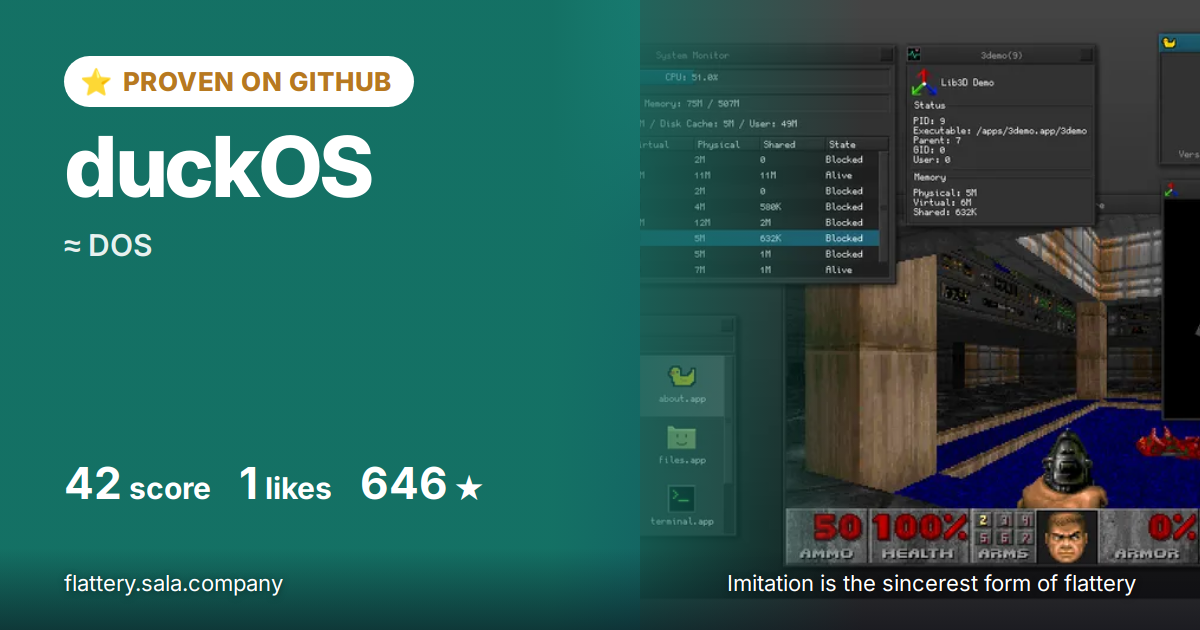 ⭐ PROVEN ON GITHUB
duckOS
≈ DOS
42 score 1 likes 646 ★
flattery.sala.company
System Monitor
CPU: 51.0%
Memory: 75M / 507M
/ Disk Cache: 5M / User: 49M
Physical Shared State
2M 0 Blocked
11M 11M Alive
2M 0 Blocked
4M 580K Blocked
12M 2M Blocked
5M 632K Blocked
5M 1M Blocked
7M 1M Alive
3demo(9)
Lib3D Demo
Status
PID: 9
Executable: /apps/3demo.app/3demo
Parent: 7
GID: 0
User: 0
Memory
Physical: 5M
Virtual: 6M
Shared: 632K
about.app
files.app
terminal.app
50 100% 2 3 4 0%
5 6 7
AMMO HEALTH ARMS ARMOR
Imitation is the sincerest form of flattery